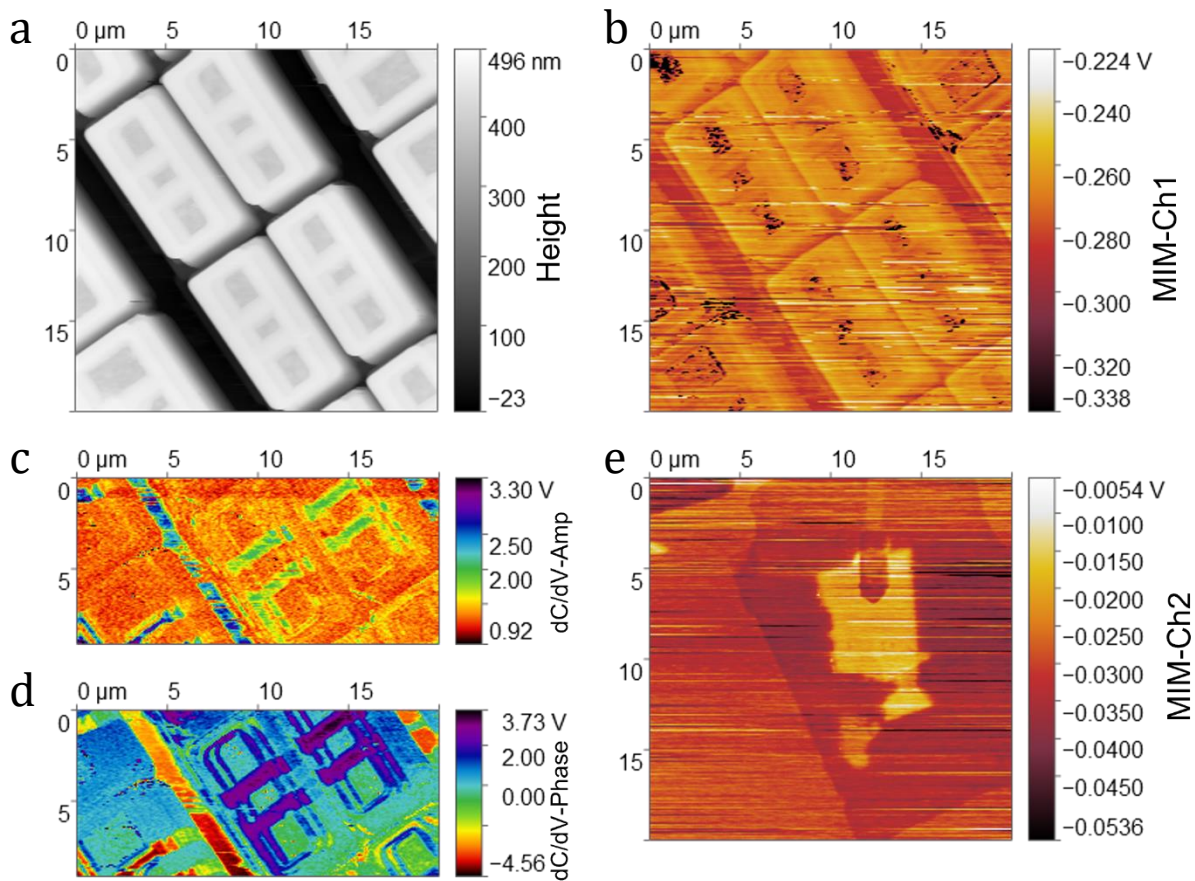 a
0 µm 5 10 15
0
5
10
15
496 nm
400
300
200
100
−23
Height
b
0 µm 5 10 15
0
5
10
15
−0.224 V
−0.240
−0.260
−0.280
−0.300
−0.320
−0.338
MIM-Ch1
c
0 µm 5 10 15
0
5
3.30 V
2.50
2.00
0.92
dC/dV-Amp
d
0 µm 5 10 15
0
5
3.73 V
2.00
0.00
−4.56
dC/dV-Phase
e
0 µm 5 10 15
0
5
10
15
−0.0054 V
−0.0100
−0.0150
−0.0200
−0.0250
−0.0300
−0.0350
−0.0400
−0.0450
−0.0536
MIM-Ch2